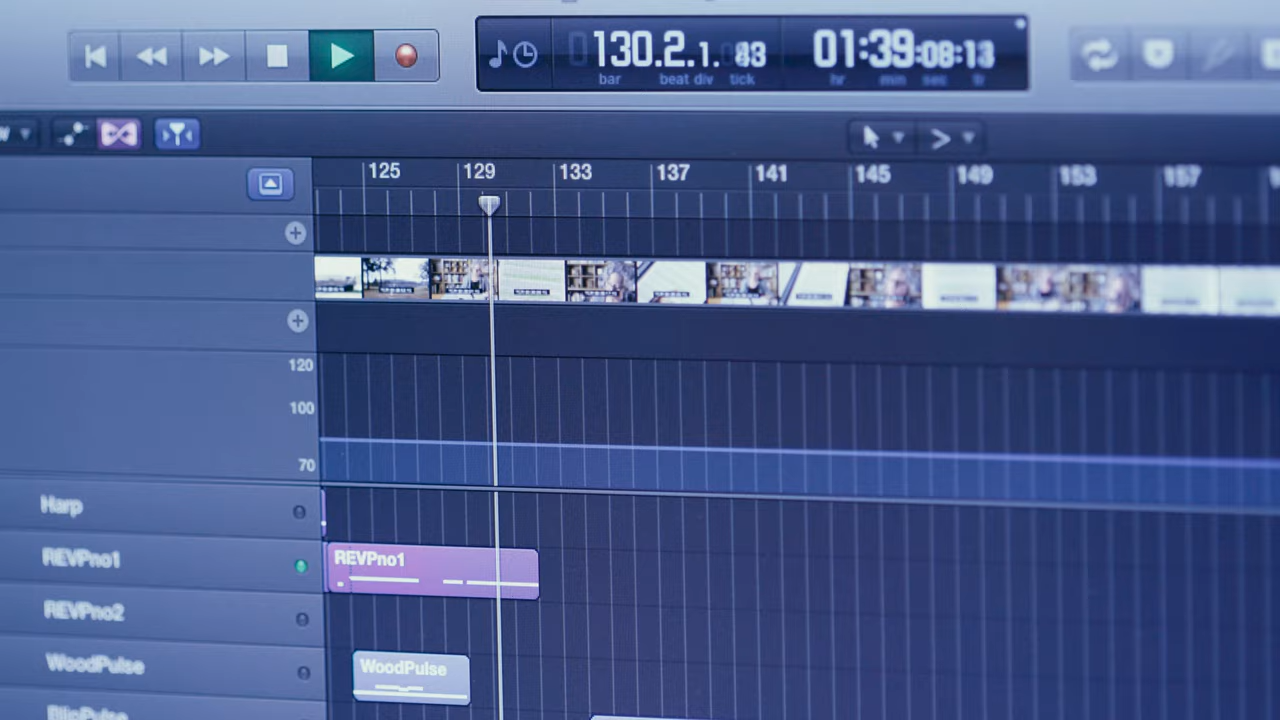 130.2.1. 83
bar beat div tick
01:39:08:13
hr min sec fr
125 129 133 137 141 145 149 153 157
120
100
70
Harp
REVPno1
REVPno1
REVPno2
WoodPulse
WoodPulse
BlipPulse